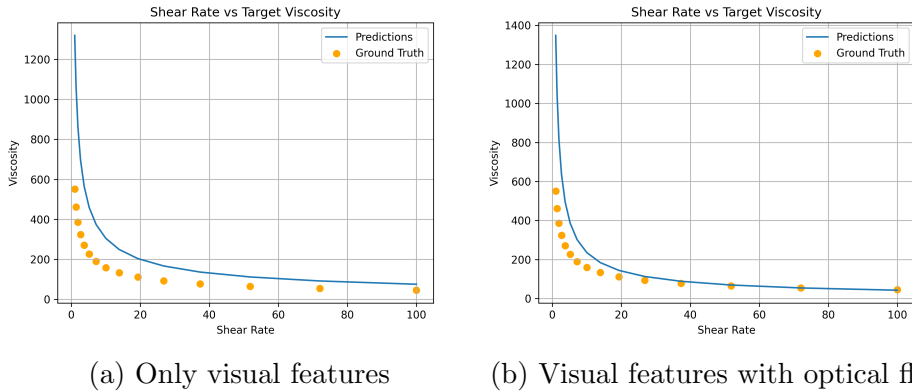 Shear Rate vs Target Viscosity
Predictions
Ground Truth
1200
1000
800
600
400
200
0
Viscosity
0
20
40
60
80
100
Shear Rate
(a) Only visual features
Shear Rate vs Target Viscosity
Predictions
Ground Truth
1400
1200
1000
800
600
400
200
0
Viscosity
0
20
40
60
80
100
Shear Rate
(b) Visual features with optical fl